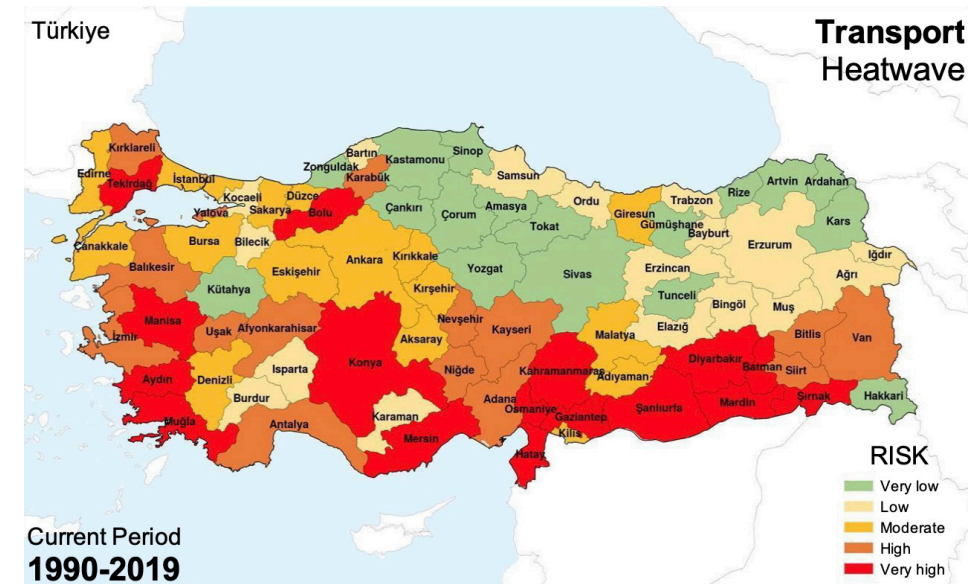 Türkiye
Transport
Heatwave
Kırklareli
Edirne
Tekirdağ
İstanbul
Kocaeli
Yalova
Sakarya
Düzce
Bolu
Zonguldak
Bartın
Karabük
Kastamonu
Sinop
Samsun
Çankırı
Çorum
Amasya
Tokat
Ordu
Giresun
Gümüşhane
Trabzon
Bayburt
Rize
Artvin
Ardahan
Kars
Iğdır
Ağrı
Erzurum
Çanakkale
Bursa
Bilecik
Balıkesir
Kütahya
Eskişehir
Ankara
Kırıkkale
Kırşehir
Yozgat
Sivas
Erzincan
Tunceli
Bingöl
Muş
Elazığ
Malatya
Manisa
İzmir
Uşak
Afyonkarahisar
Konya
Aksaray
Nevşehir
Kayseri
Niğde
Kahramanmaraş
Adıyaman
Diyarbakır
Batman
Bitlis
Siirt
Van
Aydın
Denizli
Isparta
Burdur
Muğla
Antalya
Karaman
Mersin
Adana
Osmaniye
Gaziantep
Kilis
Hatay
Şanlıurfa
Mardin
Şırnak
Hakkari
RISK
Very low
Low
Moderate
High
Very high
Current Period
1990-2019